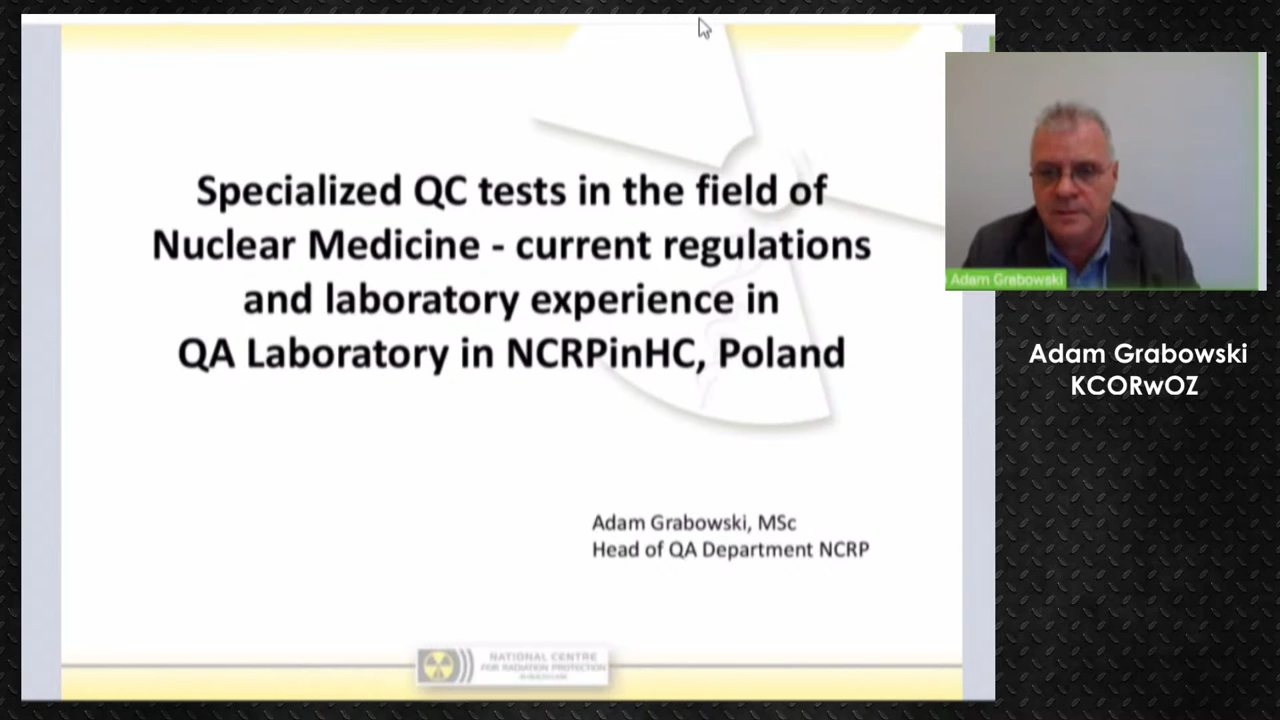 Specialized QC tests in the field of
Nuclear Medicine - current regulations
and laboratory experience in
QA Laboratory in NCRPinHC, Poland
Adam Grabowski, MSc
Head of QA Department NCRP
NATIONAL CENTRE
FOR RADIATION PROTECTION
Adam Grabowski
Adam Grabowski
KCORwOZ